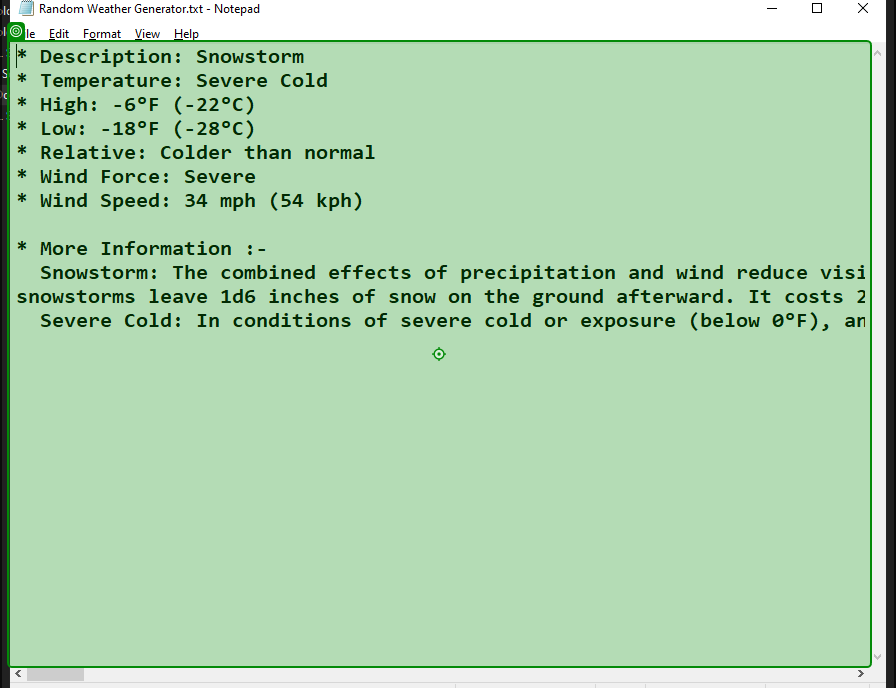 Random Weather Generator.txt - Notepad
le Edit Format View Help
* Description: Snowstorm
* Temperature: Severe Cold
* High: -6°F (-22°C)
* Low: -18°F (-28°C)
* Relative: Colder than normal
* Wind Force: Severe
* Wind Speed: 34 mph (54 kph)
* More Information :-
Snowstorm: The combined effects of precipitation and wind reduce visi
snowstorms leave 1d6 inches of snow on the ground afterward. It costs 2
Severe Cold: In conditions of severe cold or exposure (below 0°F), an